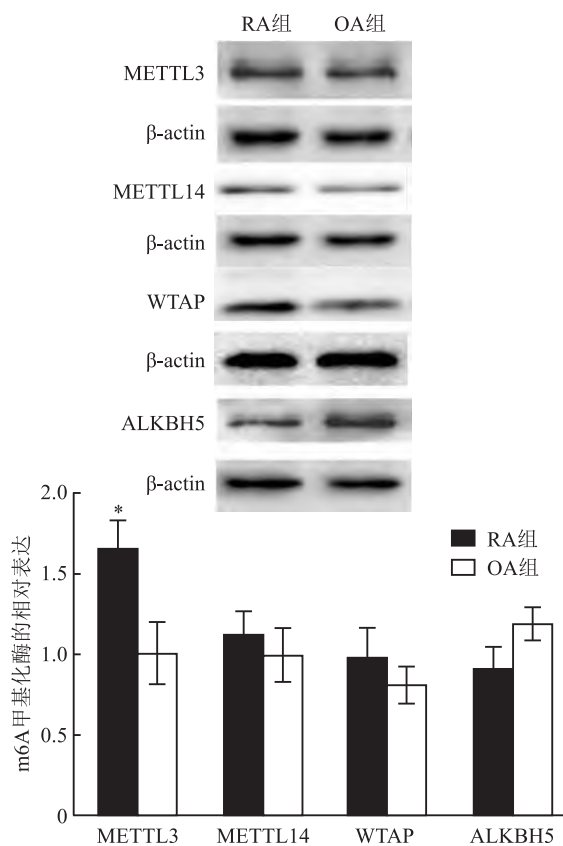 RA组 OA组
METTL3
β-actin
METTL14
β-actin
WTAP
β-actin
ALKBH5
β-actin
m6A甲基化酶的相对表达
2.0
1.5
1.0
0.5
0
*
RA组
OA组
METTL3 METTL14 WTAP ALKBH5